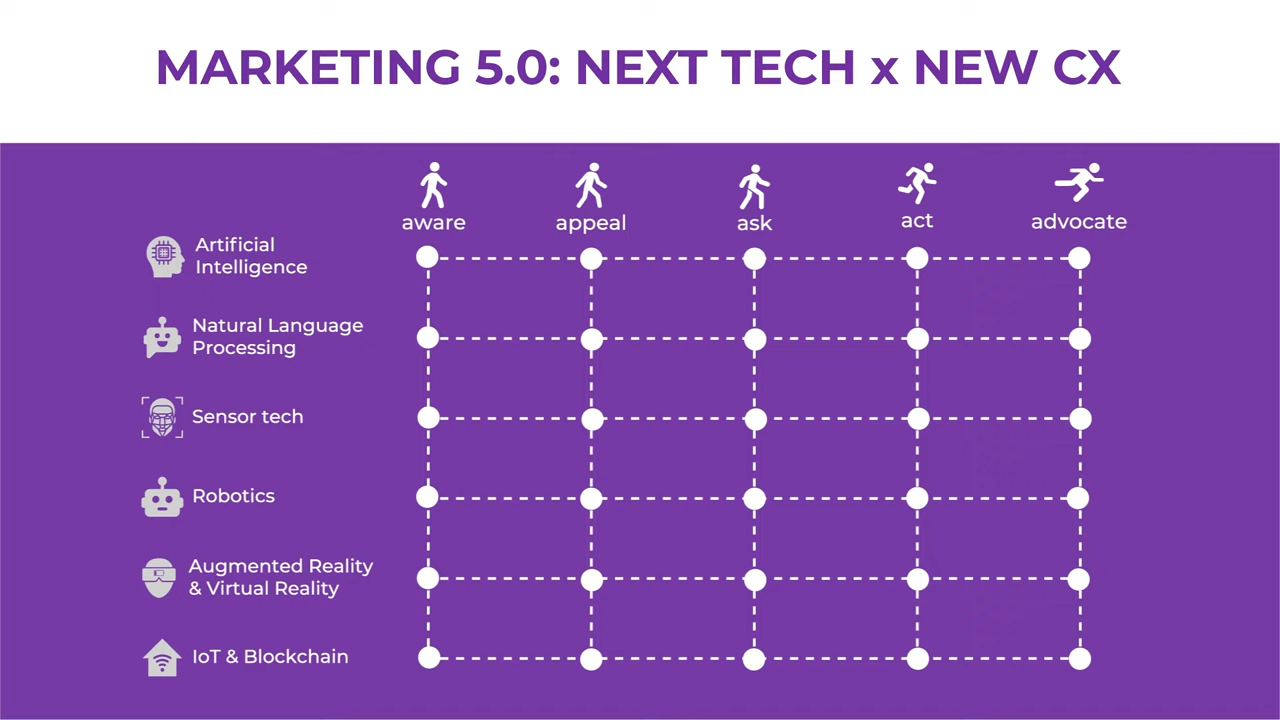 MARKETING 5.0: NEXT TECH x NEW CX
aware
appeal
ask
act
advocate
Artificial
Intelligence
Natural Language
Processing
Sensor tech
Robotics
Augmented Reality
& Virtual Reality
IoT & Blockchain